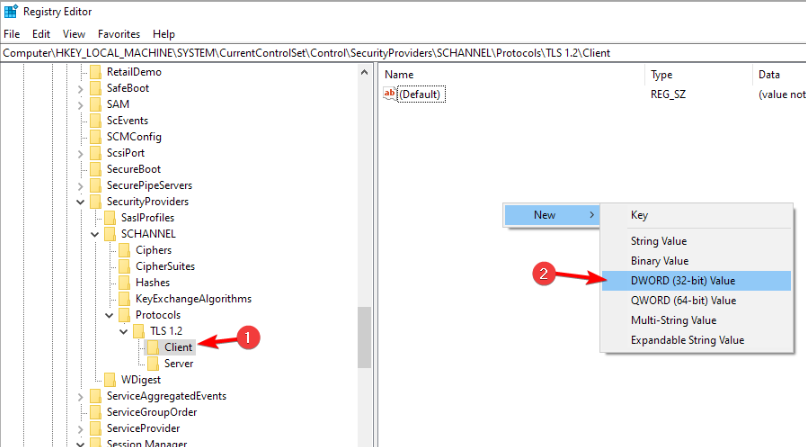 Registry Editor
File Edit View Favorites Help
Computer\HKEY_LOCAL_MACHINE\SYSTEM\CurrentControlSet\Control\SecurityProviders\SCHANNEL\Protocols\TLS 1.2\Client
RetailDemo
SafeBoot
SAM
ScEvents
SCMConfig
ScsiPort
SecureBoot
SecurePipeServers
SecurityProviders
SaslProfiles
SCHANNEL
Ciphers
CipherSuites
Hashes
KeyExchangeAlgorithms
Protocols
TLS 1.2
Client
1
Server
WDigest
ServiceAggregatedEvents
ServiceGroupOrder
ServiceProvider
Session Manager
Name Type Data
ab (Default) REG_SZ (value not
New
Key
String Value
Binary Value
2
DWORD (32-bit) Value
QWORD (64-bit) Value
Multi-String Value
Expandable String Value